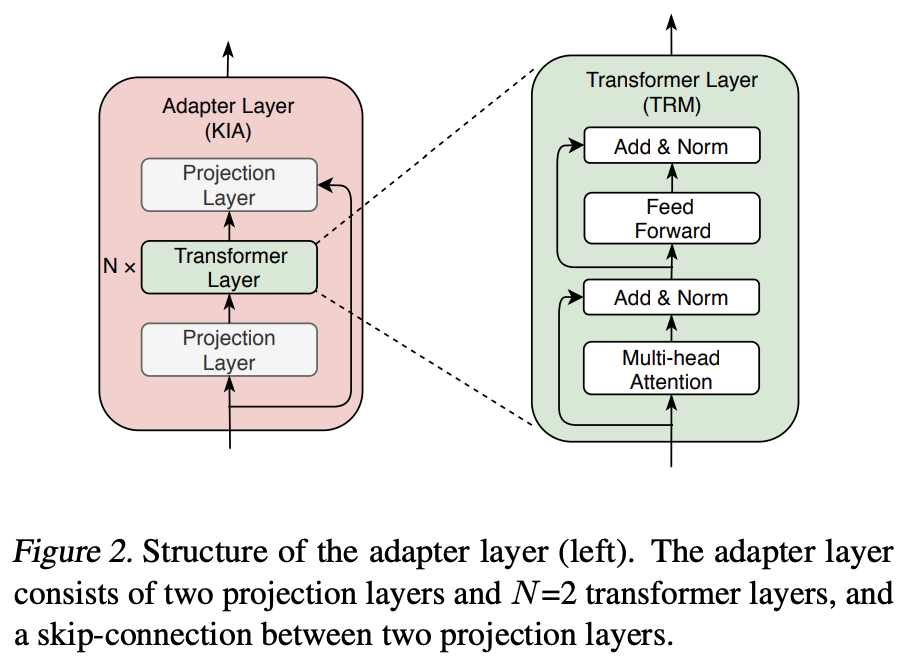 Adapter Layer
(KIA)
Projection
Layer
N ×
Transformer
Layer
Projection
Layer
Transformer Layer
(TRM)
Add & Norm
Feed
Forward
Add & Norm
Multi-head
Attention
Figure 2. Structure of the adapter layer (left). The adapter layer
consists of two projection layers and N=2 transformer layers, and
a skip-connection between two projection layers.